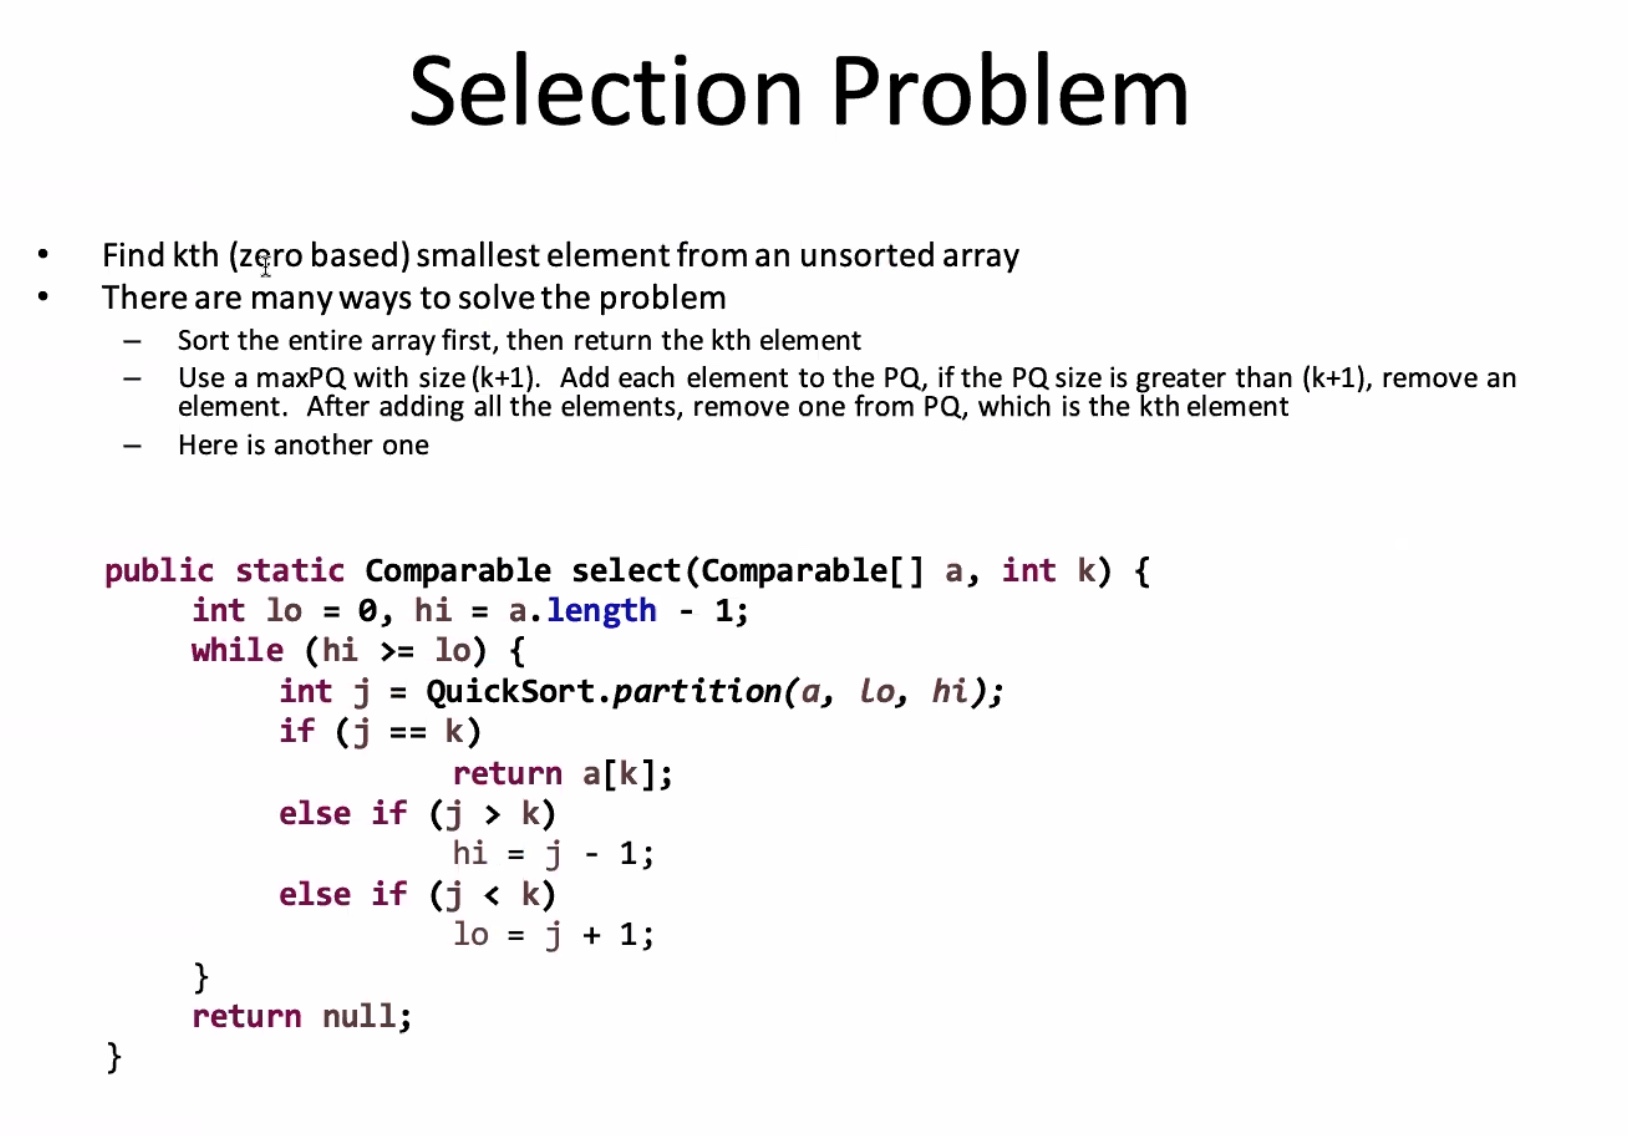 Selection Problem
• Find kth (zero based) smallest element from an unsorted array
• There are many ways to solve the problem
– Sort the entire array first, then return the kth element
– Use a maxPQ with size (k+1). Add each element to the PQ, if the PQ size is greater than (k+1), remove an
element. After adding all the elements, remove one from PQ, which is the kth element
– Here is another one
public static Comparable select(Comparable[] a, int k) {
int lo = 0, hi = a.length - 1;
while (hi >= lo) {
int j = QuickSort.partition(a, lo, hi);
if (j == k)
return a[k];
else if (j > k)
hi = j - 1;
else if (j < k)
lo = j + 1;
}
return null;
}